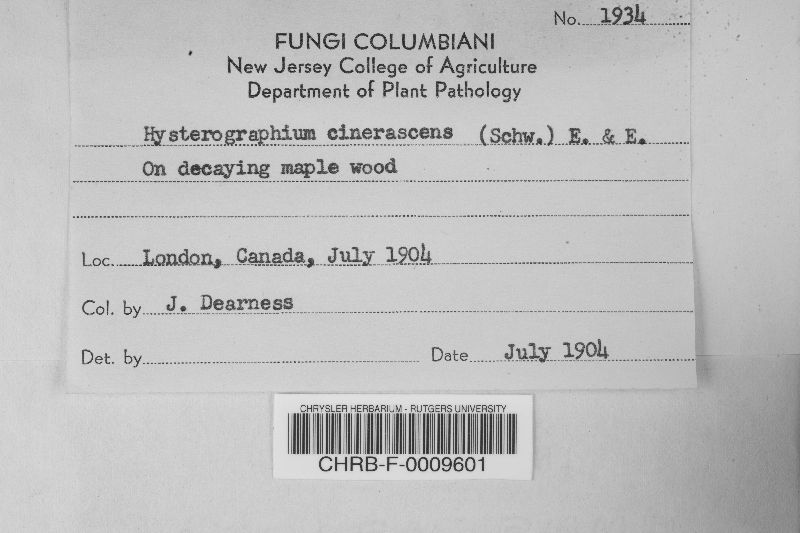 No. 1934
FUNGI COLUMBIANI
New Jersey College of Agriculture
Department of Plant Pathology
Hysterographium cinerascens (Schw.) E. & E.
On decaying maple wood
Loc. London, Canada, July 1904
Col. by J. Dearness
Det. by Date July 1904
CHRYSLER HERBARIUM - RUTGERS UNIVERSITY
CHRB-F-0009601